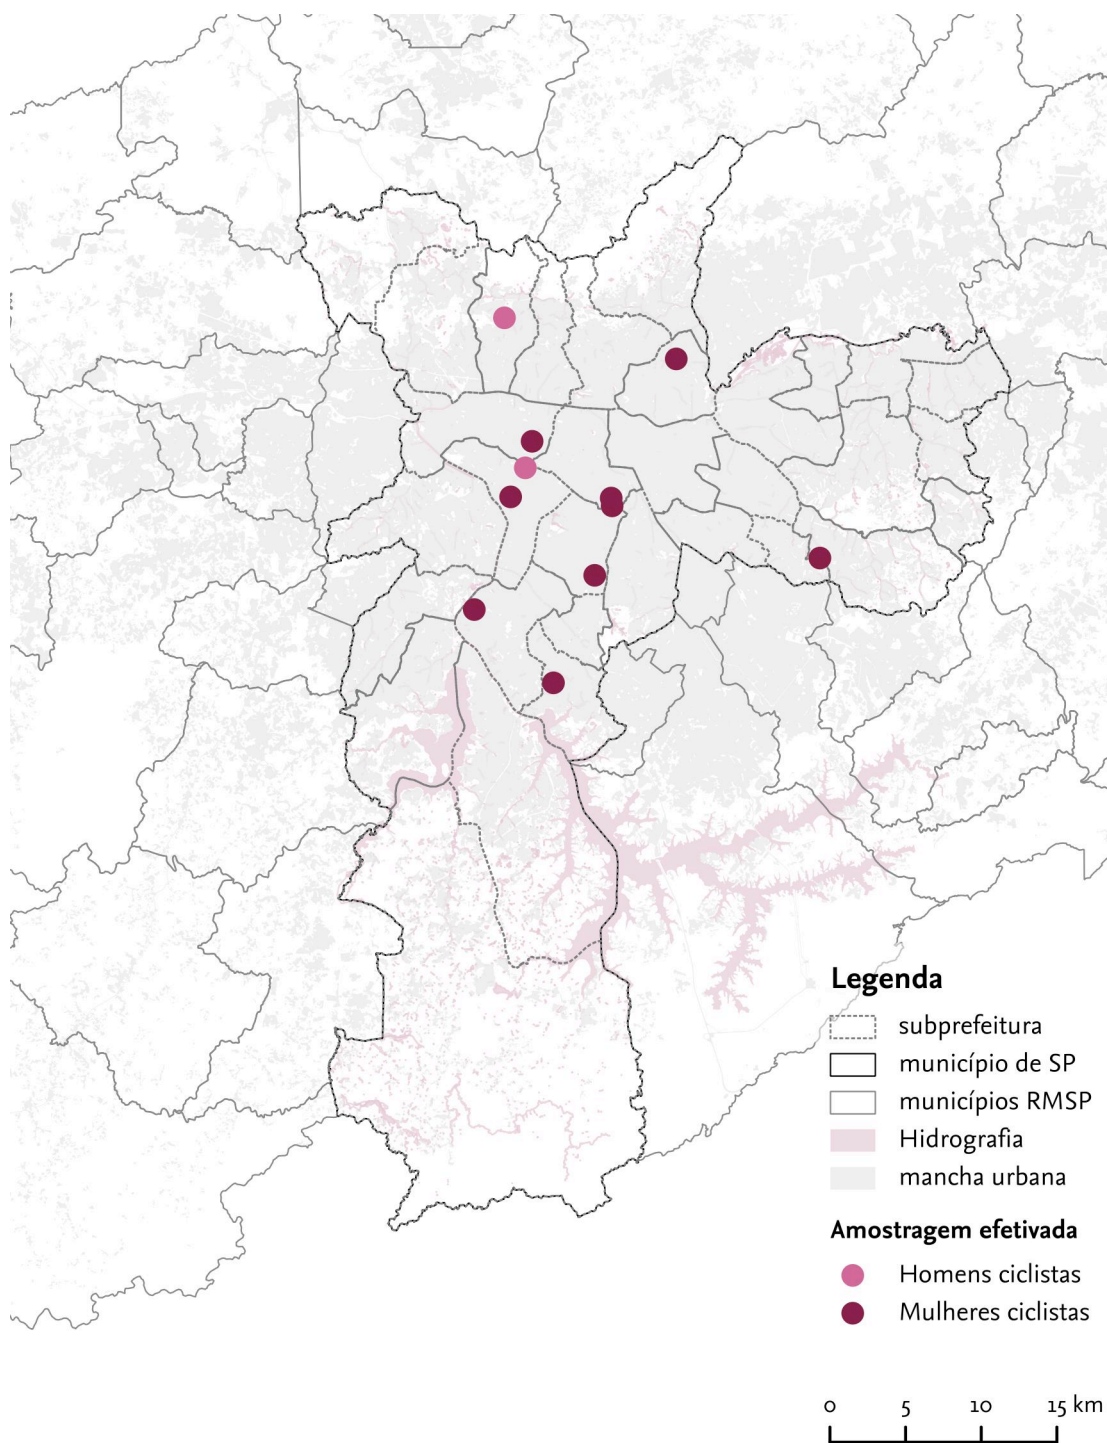 Legenda
subprefeitura
município de SP
municípios RMSP
Hidrografia
mancha urbana
Amostragem efetivada
Homens ciclistas
Mulheres ciclistas
0 5 10 15 km